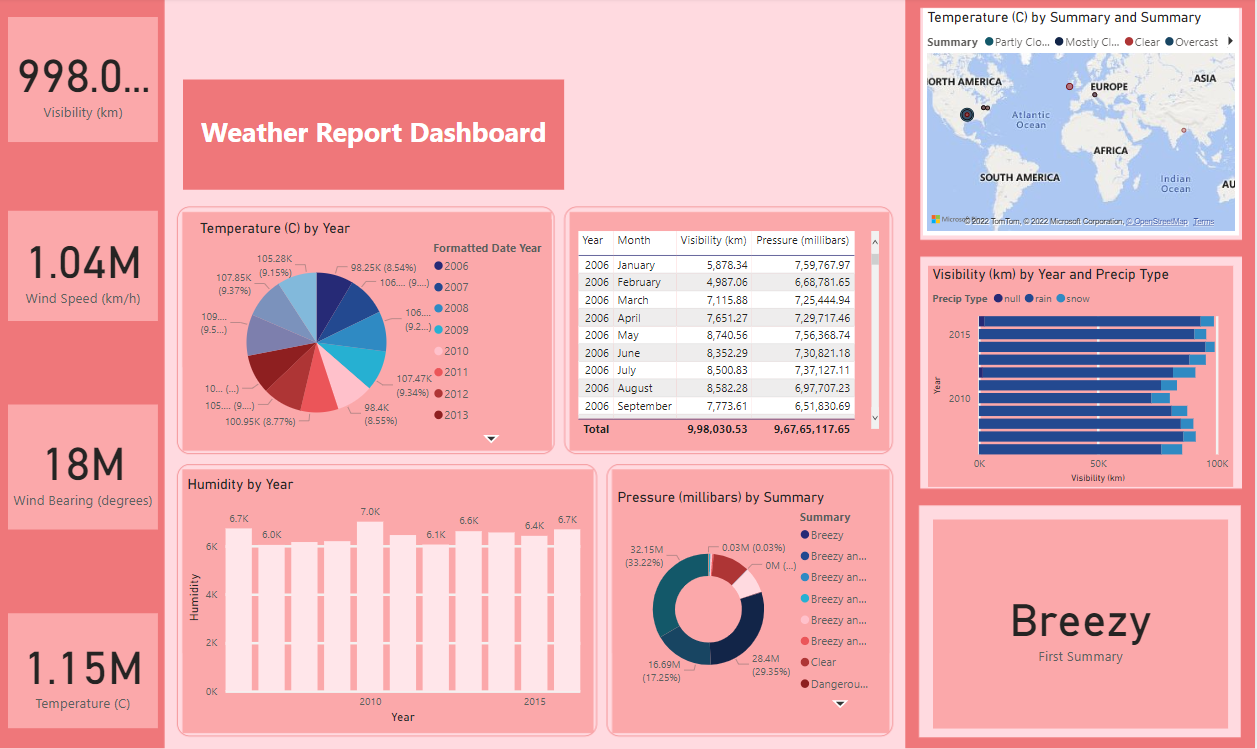 998.0...
Visibility (km)
1.04M
Wind Speed (km/h)
18M
Wind Bearing (degrees)
1.15M
Temperature (C)
Weather Report Dashboard
Temperature (C) by Year
Formatted Date Year
2006
2007
2008
2009
2010
2011
2012
2013
98.25K (8.54%)
106.... (9....)
106....
(9.2...)
107.47K
(9.34%)
98.4K
(8.55%)
100.95K (8.77%)
105.... (9....)
10... (...)
109....
(9.5...)
107.85K
(9.37%)
105.28K
(9.15%)
Year Month Visibility (km) Pressure (millibars)
2006 January 5,878.34 7,59,767.97
2006 February 4,987.06 6,68,781.65
2006 March 7,115.88 7,25,444.94
2006 April 7,651.27 7,29,717.46
2006 May 8,740.56 7,56,368.74
2006 June 8,352.29 7,30,821.18
2006 July 8,500.83 7,37,127.11
2006 August 8,582.28 6,97,707.23
2006 September 7,773.61 6,51,830.69
Total 9,98,030.53 9,67,65,117.65
Humidity by Year
Humidity
6K
4K
2K
0K
6.7K
6.0K
7.0K
6.1K
6.6K
6.4K
6.7K
2010
2015
Year
Pressure (millibars) by Summary
Summary
Breezy
Breezy an...
Breezy an...
Breezy an...
Breezy an...
Breezy an...
Clear
Dangerou...
0.03M (0.03%)
0M (...)
28.4M
(29.35%)
16.69M
(17.25%)
32.15M
(33.22%)
Temperature (C) by Summary and Summary
Summary Partly Clo... Mostly Cl... Clear Overcast
ORTH AMERICA
EUROPE
ASIA
Atlantic
Ocean
AFRICA
SOUTH AMERICA
Indian
Ocean
AU
© 2022 TomTom, © 2022 Microsoft Corporation, © OpenStreetMap Terms
Visibility (km) by Year and Precip Type
Precip Type null rain snow
Year
2015
2010
0K
50K
100K
Visibility (km)
Breezy
First Summary